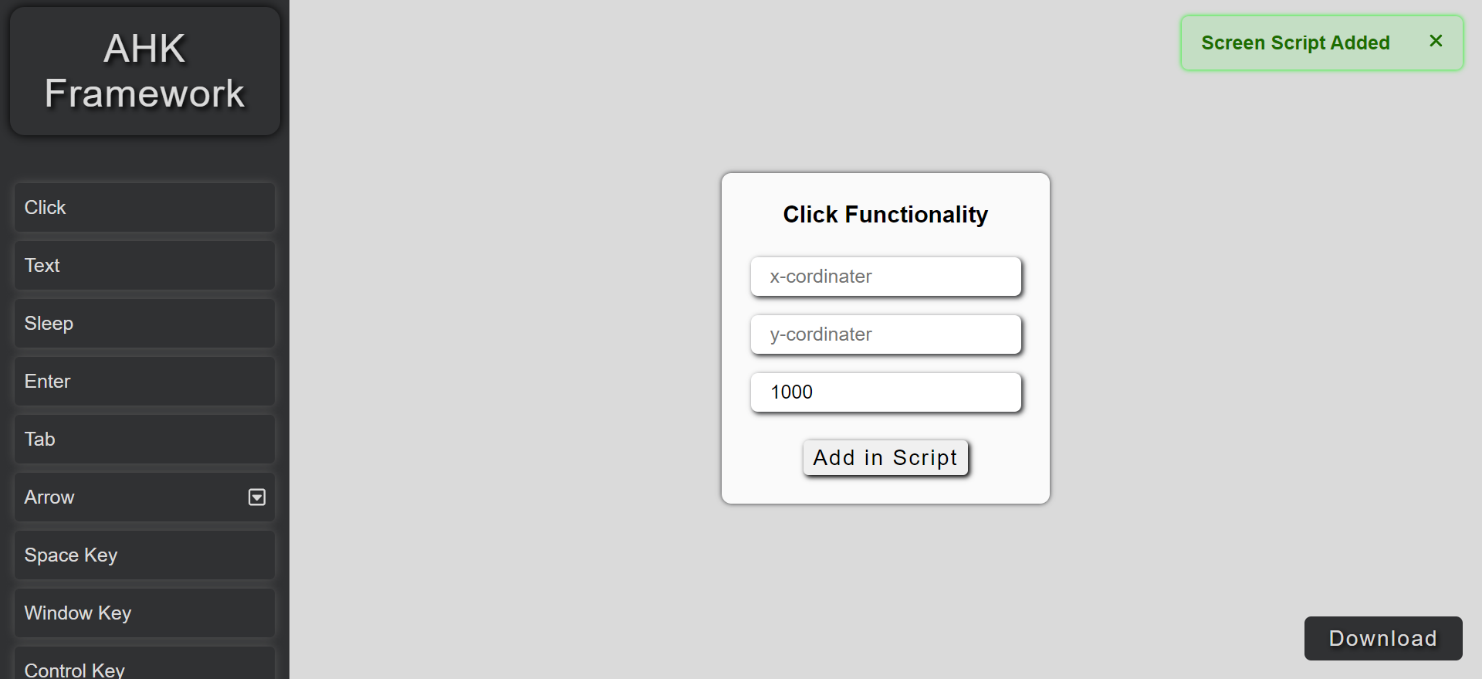 AHK
Framework
Click
Text
Sleep
Enter
Tab
Arrow
Space Key
Window Key
Control Key
Screen Script Added ×
Click Functionality
x-cordinater
y-cordinater
1000
Add in Script
Download